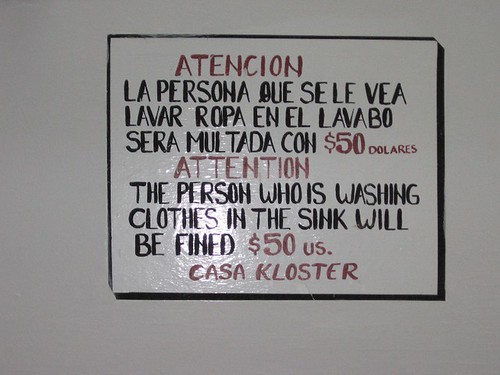 ATENCION
LA PERSONA QUE SE LE VEA
LAVAR ROPA EN EL LAVABO
SERA MULTADA CON $50 DOLARES
ATTENTION
THE PERSON WHO IS WASHING
CLOTHES IN THE SINK WILL
BE FINED $50 US.
CASA KLOSTER